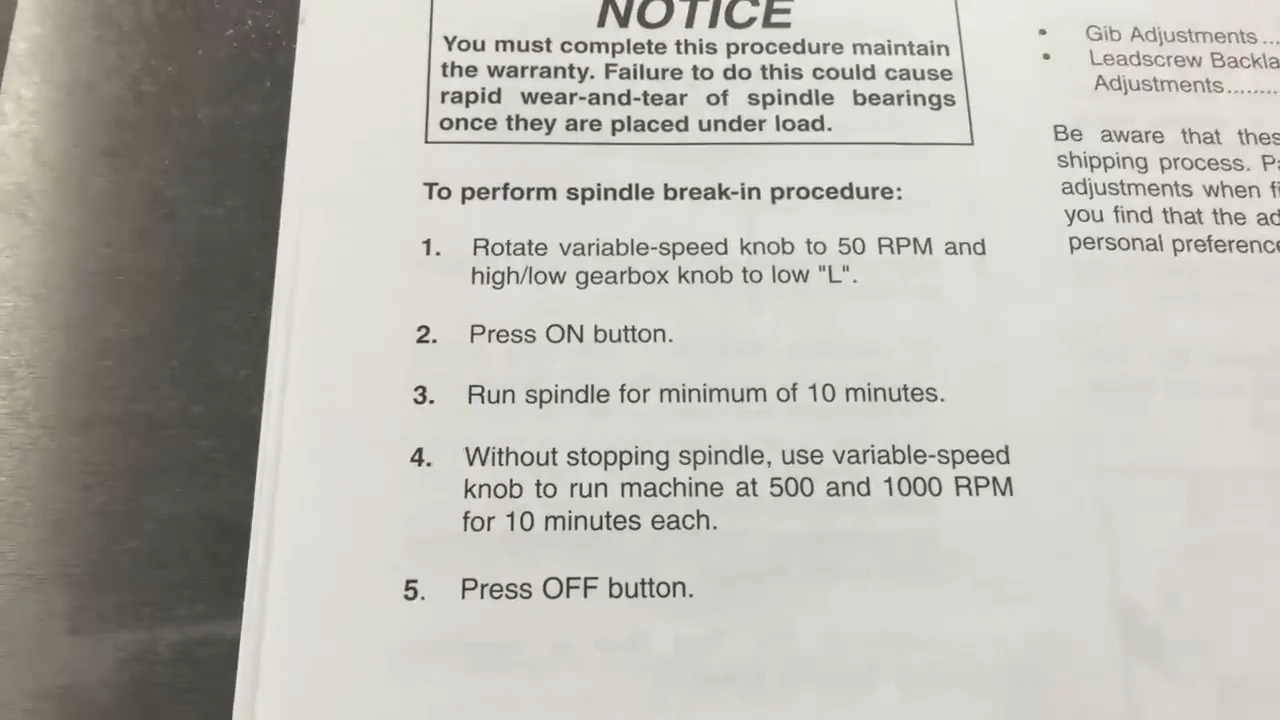 NOTICE
You must complete this procedure maintain
the warranty. Failure to do this could cause
rapid wear-and-tear of spindle bearings
once they are placed under load.
To perform spindle break-in procedure:
1. Rotate variable-speed knob to 50 RPM and
high/low gearbox knob to low "L".
2. Press ON button.
3. Run spindle for minimum of 10 minutes.
4. Without stopping spindle, use variable-speed
knob to run machine at 500 and 1000 RPM
for 10 minutes each.
5. Press OFF button.
• Gib Adjustments...
• Leadscrew
Adjustments........
Be aware that
shipping process.
adjustments when
you find that the
personal